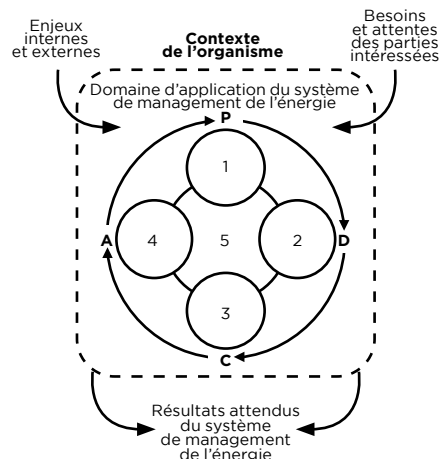 Enjeux
internes
et externes
Contexte
de l'organisme
Besoins
et attentes
des parties
intéressées
Domaine d'application du système
de management de l'énergie
P
1
A
4
5
2
D
3
C
Résultats attendus
du système
de management
de l'énergie